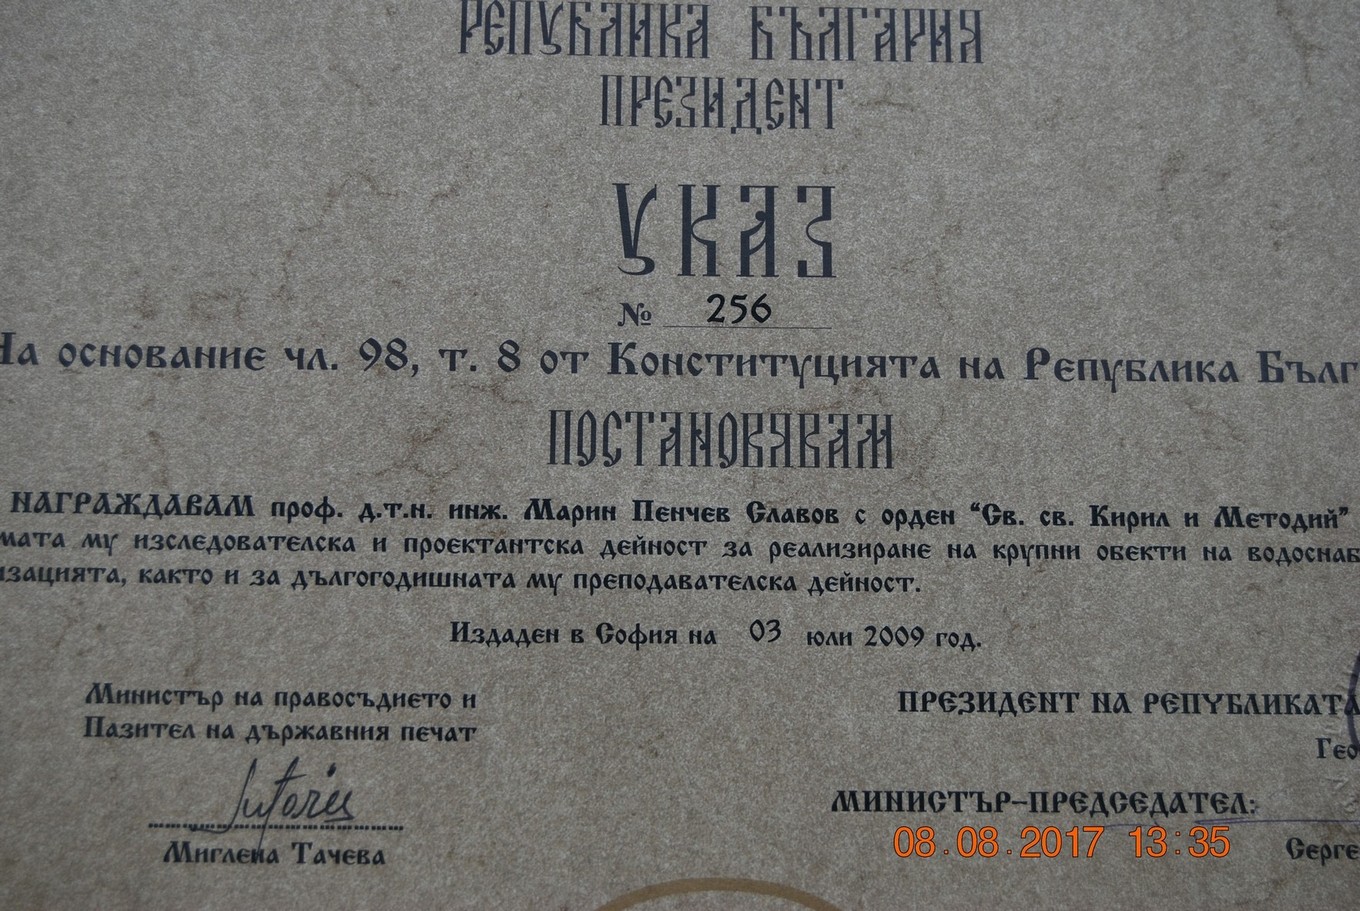 РЕПУБЛИКА БЪЛГАРИЯ
ПРЕЗИДЕНТ
УКАЗ
№ 256
На основание чл. 98, т. 8 от Конституцията на Република Бълг
ПОСТАНОВЯВАМ
НАГРАЖДАВАМ проф. д.т.н. инж. Марин Пенчев Славов с орден “Св. св. Кирил и Методий”
мата му изследователска и проектантска дейност за реализиране на крупни обекти на водоснаб
изацията, както и за дългогодишната му преподавателска дейност.
Издаден в София на 03 юли 2009 год.
Министър на правосъдието и
Пазител на държавния печат
Миглена Тачева
ПРЕЗИДЕНТ НА РЕПУБЛИКАТА
Гео
МИНИСТЪР-ПРЕДСЕДАТЕЛ:
Серге
08.08.2017 13:35